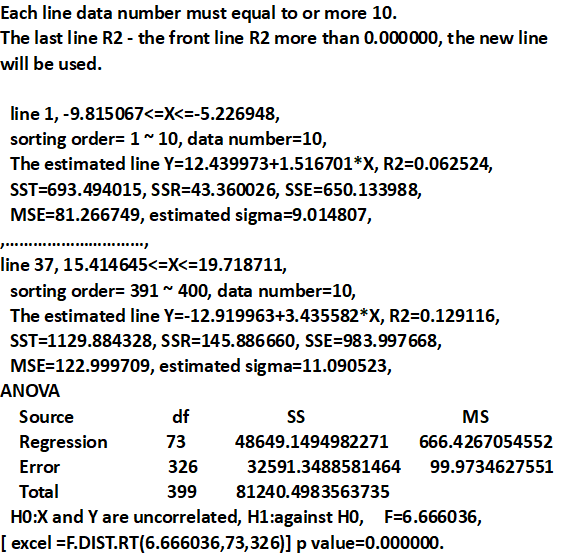 Each line data number must equal to or more 10.
The last line R2 - the front line R2 more than 0.000000, the new line
will be used.
line 1, -9.815067<=X<=-5.226948,
sorting order= 1 ~ 10, data number=10,
The estimated line Y=12.439973+1.516701*X, R2=0.062524,
SST=693.494015, SSR=43.360026, SSE=650.133988,
MSE=81.266749, estimated sigma=9.014807,
,…………………………,
line 37, 15.414645<=X<=19.718711,
sorting order= 391 ~ 400, data number=10,
The estimated line Y=-12.919963+3.435582*X, R2=0.129116,
SST=1129.884328, SSR=145.886660, SSE=983.997668,
MSE=122.999709, estimated sigma=11.090523,
ANOVA
Source df SS MS
Regression 73 48649.1494982271 666.4267054552
Error 326 32591.3488581464 99.9734627551
Total 399 81240.4983563735
H0:X and Y are uncorrelated, H1:against H0, F=6.666036,
[ excel =F.DIST.RT(6.666036,73,326)] p value=0.000000.